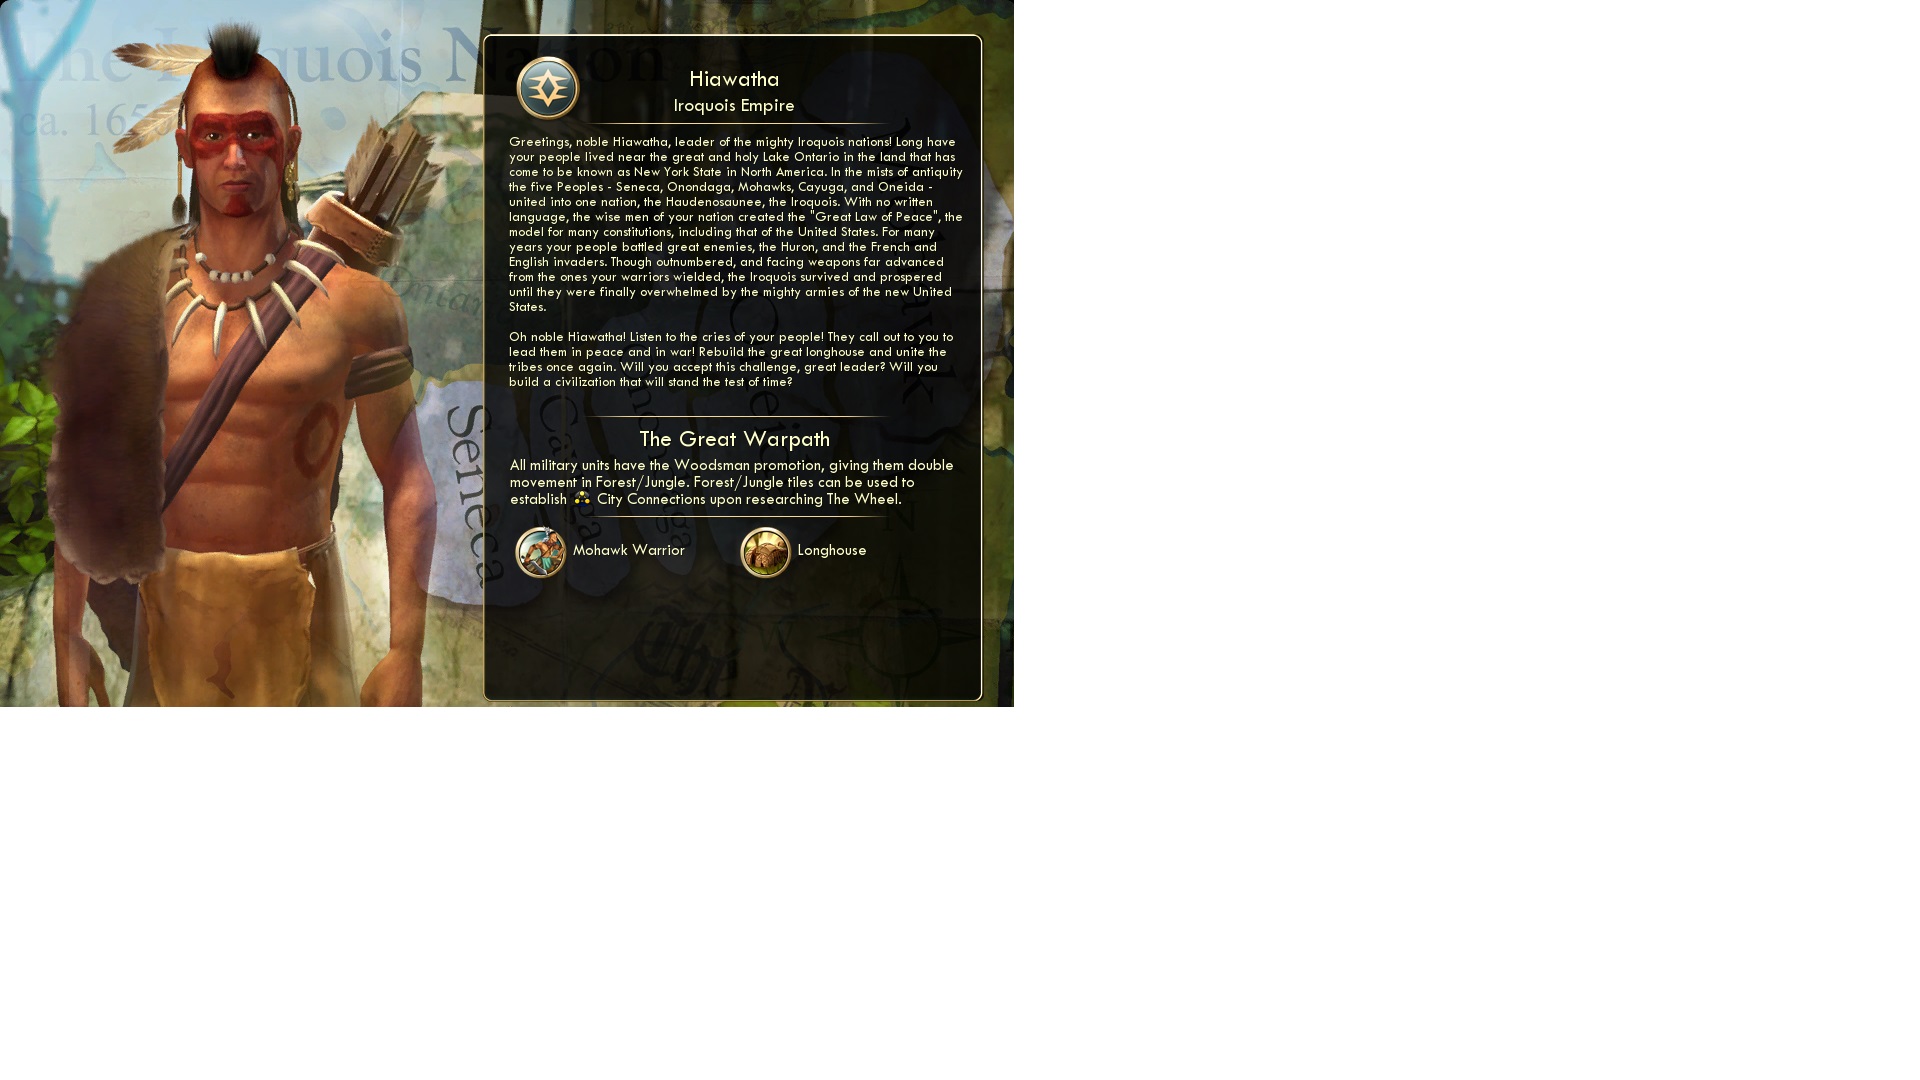 The Iroquois Nation
ca. 165
Hiawatha
Iroquois Empire
Greetings, noble Hiawatha, leader of the mighty Iroquois nations! Long have
your people lived near the great and holy Lake Ontario in the land that has
come to be known as New York State in North America. In the mists of antiquity
the five Peoples - Seneca, Onondaga, Mohawks, Cayuga, and Oneida -
united into one nation, the Haudenosaunee, the Iroquois. With no written
language, the wise men of your nation created the "Great Law of Peace", the
model for many constitutions, including that of the United States. For many
years your people battled great enemies, the Huron, and the French and
English invaders. Though outnumbered, and facing weapons far advanced
from the ones your warriors wielded, the Iroquois survived and prospered
until they were finally overwhelmed by the mighty armies of the new United
States.
Oh noble Hiawatha! Listen to the cries of your people! They call out to you to
lead them in peace and in war! Rebuild the great longhouse and unite the
tribes once again. Will you accept this challenge, great leader? Will you
build a civilization that will stand the test of time?
The Great Warpath
All military units have the Woodsman promotion, giving them double
movement in Forest/Jungle. Forest/Jungle tiles can be used to
establish City Connections upon researching The Wheel.
Mohawk Warrior
Longhouse
Seneca
Cayuga
N